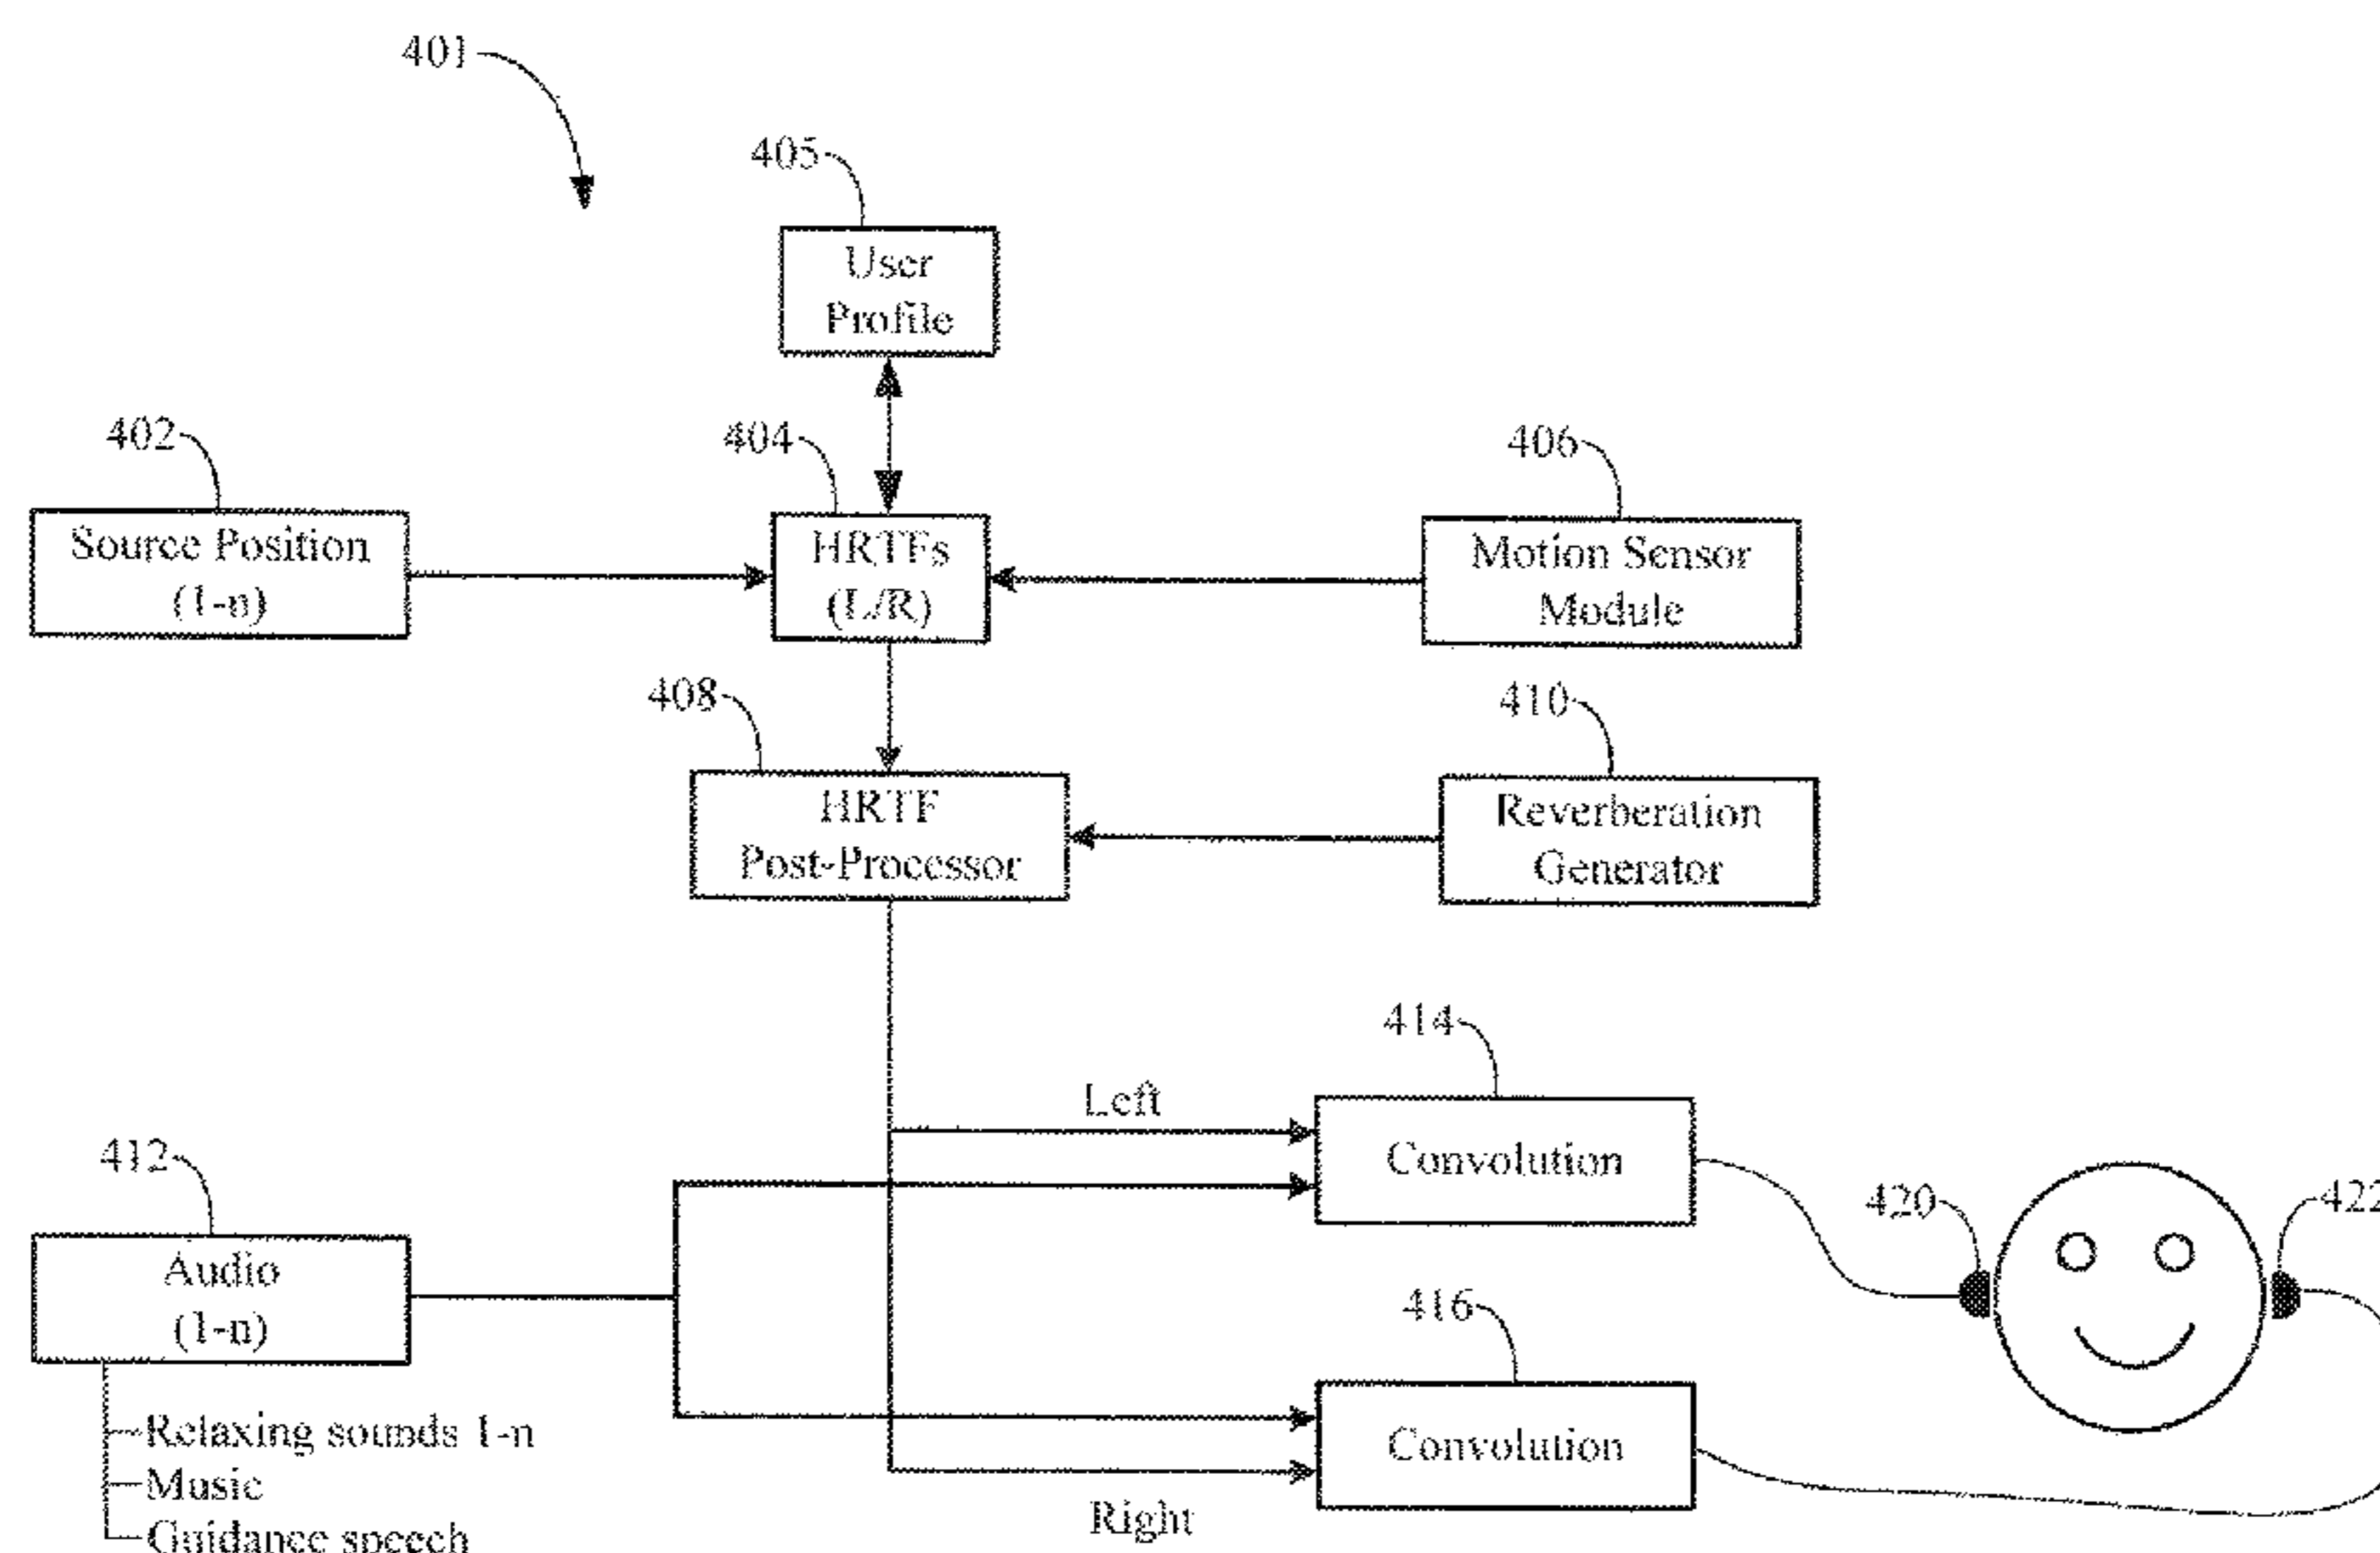 401
405
User
Profile
402
404
406
Source Position
(1-n)
HRTFs
(L/R)
Motion Sensor
Module
408
410
HRTF
Post-Processor
Reverberation
Generator
414
Left
Convolution
412
420
422
Audio
(1-n)
416
Convolution
Relaxing sounds 1-n
Music
Guidance speech
Right